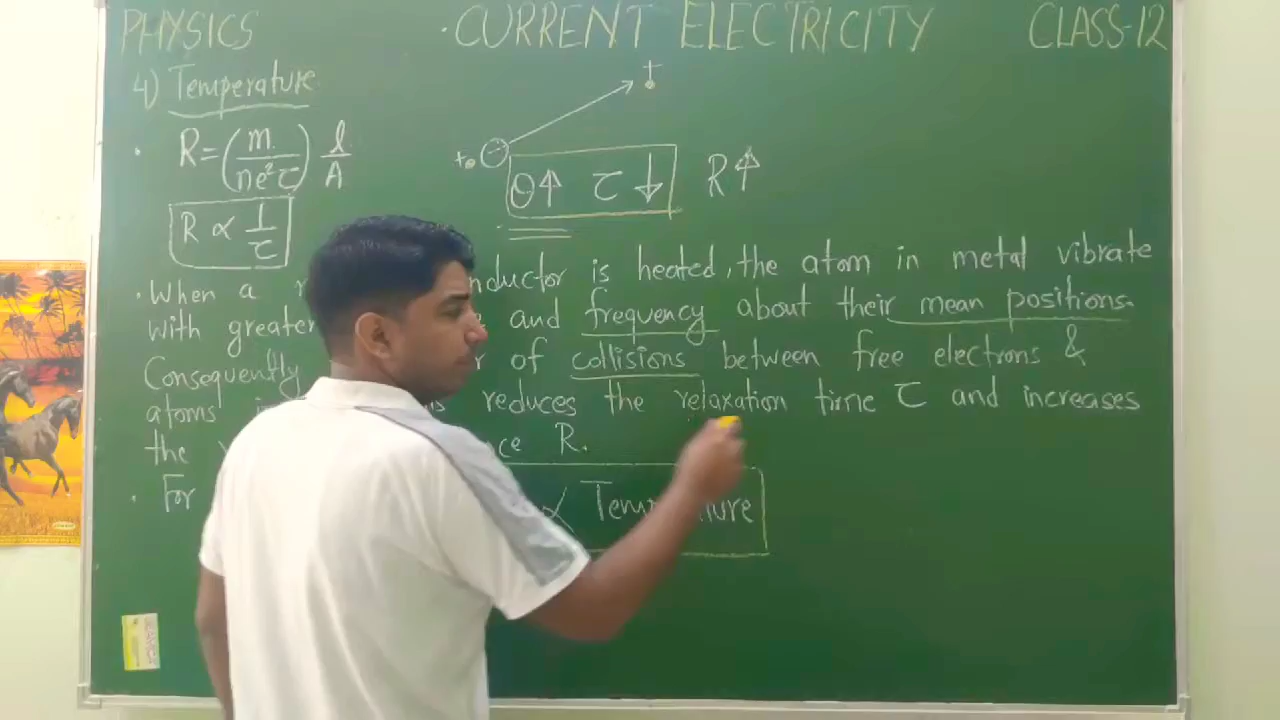 PHYSICS
· CURRENT ELECTRICITY
CLASS-12
4) Temperature
· R = (m / ne²τ) l / A
R ∝ 1 / τ
+
+
−
θ↑ τ↓ R↑
· When a nductor is heated, the atom in metal vibrate
with greater and frequency about their mean positions.
Consequently of collisions between free electrons &
atoms reduces the relaxation time τ and increases
the R.
· For ∝ Temperature